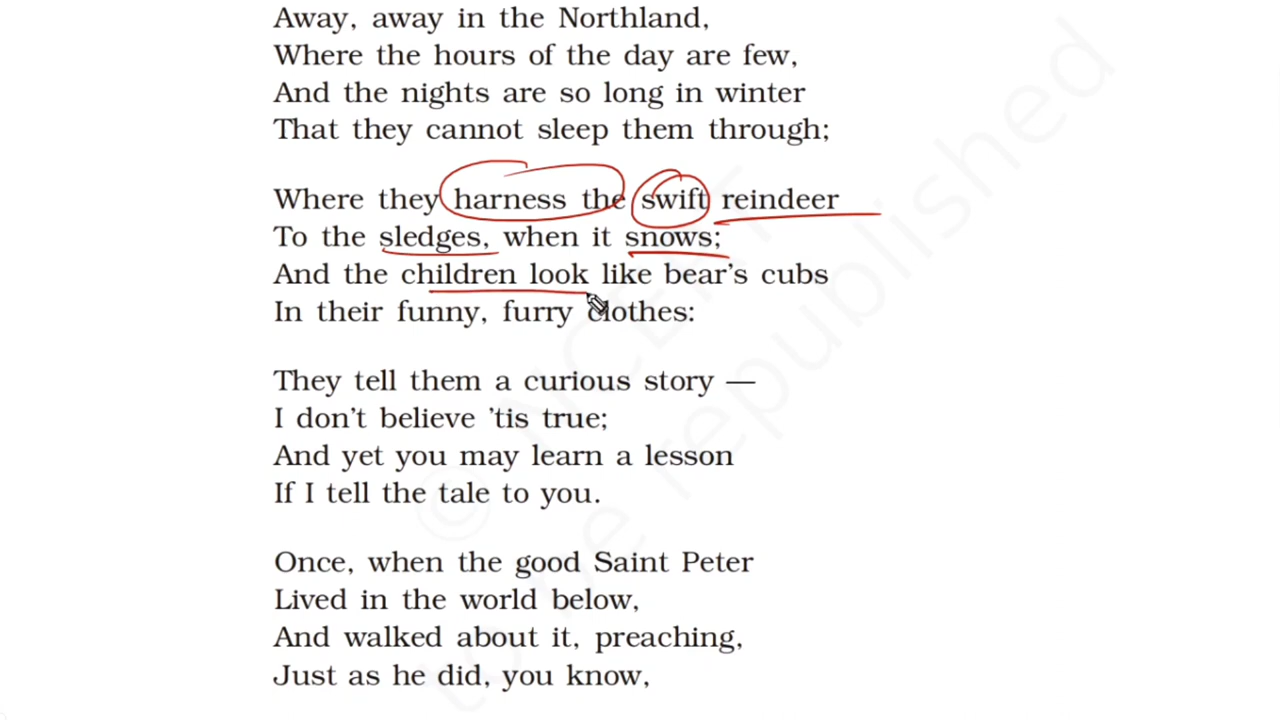 Away, away in the Northland,
Where the hours of the day are few,
And the nights are so long in winter
That they cannot sleep them through;
Where they harness the swift reindeer
To the sledges, when it snows;
And the children look like bear’s cubs
In their funny, furry clothes:
They tell them a curious story —
I don’t believe ’tis true;
And yet you may learn a lesson
If I tell the tale to you.
Once, when the good Saint Peter
Lived in the world below,
And walked about it, preaching,
Just as he did, you know,
© NCERT
to be republished